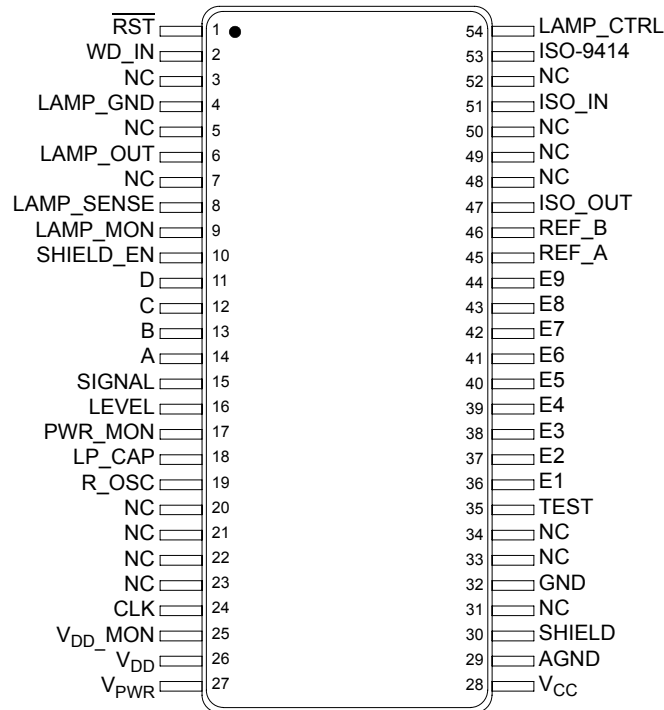 RST 1 54 LAMP_CTRL
WD_IN 2 53 ISO-9414
NC 3 52 NC
LAMP_GND 4 51 ISO_IN
NC 5 50 NC
LAMP_OUT 6 49 NC
NC 7 48 NC
LAMP_SENSE 8 47 ISO_OUT
LAMP_MON 9 46 REF_B
SHIELD_EN 10 45 REF_A
D 11 44 E9
C 12 43 E8
B 13 42 E7
A 14 41 E6
SIGNAL 15 40 E5
LEVEL 16 39 E4
PWR_MON 17 38 E3
LP_CAP 18 37 E2
R_OSC 19 36 E1
NC 20 35 TEST
NC 21 34 NC
NC 22 33 NC
NC 23 32 GND
CLK 24 31 NC
VDD_MON 25 30 SHIELD
VDD 26 29 AGND
VPWR 27 28 VCC